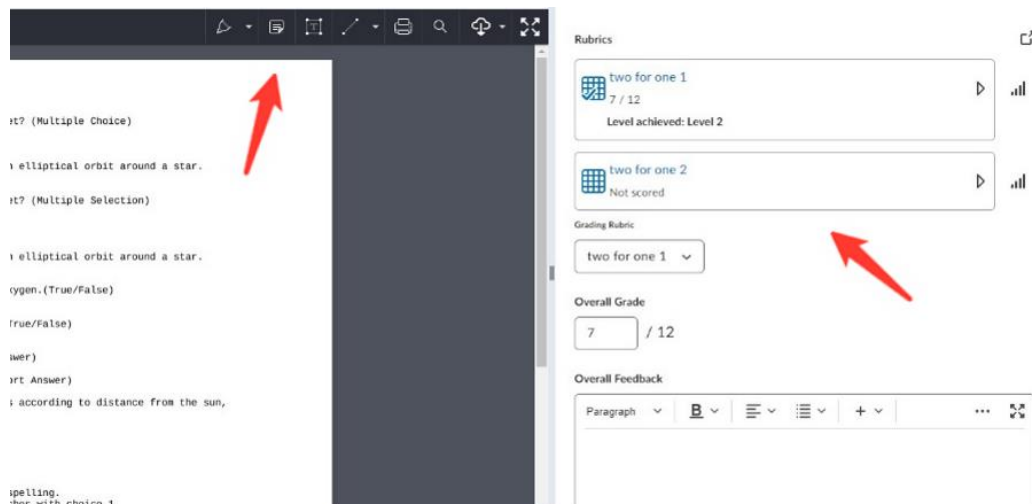 et? (Multiple Choice)
n elliptical orbit around a star.
et? (Multiple Selection)
n elliptical orbit around a star.
xygen.(True/False)
True/False)
swer)
ort Answer)
s according to distance from the sun,
spelling.
with choice 1
Rubrics
two for one 1
7 / 12
Level achieved: Level 2
two for one 2
Not scored
Grading Rubric
two for one 1
Overall Grade
7 / 12
Overall Feedback
Paragraph B